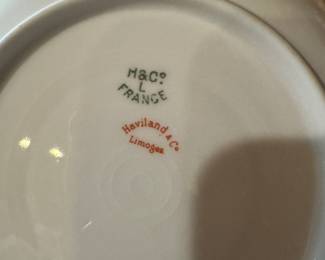 H&Cº
L
FRANCE
Haviland & Co
Limoges